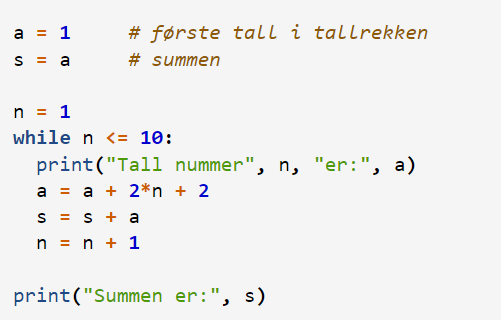 a = 1     # første tall i tallrekken
s = a     # summen

n = 1
while n <= 10:
  print("Tall nummer", n, "er:", a)
  a = a + 2*n + 2
  s = s + a
  n = n + 1

print("Summen er:", s)